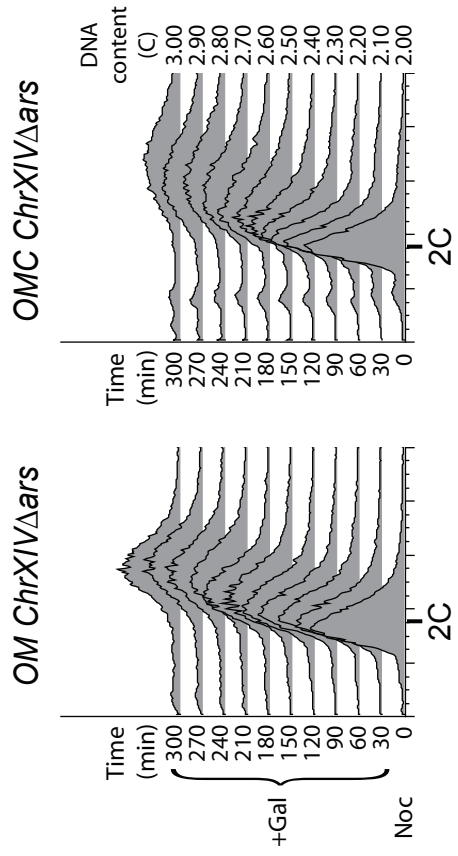 OM ChrXIVΔars
Time
(min)
300
270
240
210
180
150
120
90
60
30
0
+Gal
Noc
2C
OMC ChrXIVΔars
Time
(min)
300
270
240
210
180
150
120
90
60
30
0
DNA
content
(C)
3.00
2.90
2.80
2.70
2.60
2.50
2.40
2.30
2.20
2.10
2.00
2C